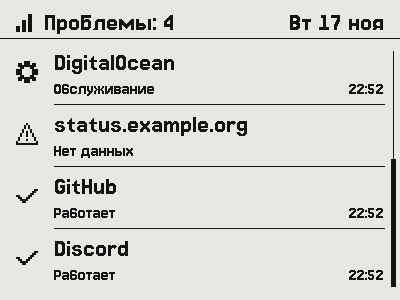 Проблемы: 4 Вт 17 ноя
DigitalOcean
Обслуживание 22:52
status.example.org
Нет данных
GitHub
Работает 22:52
Discord
Работает 22:52